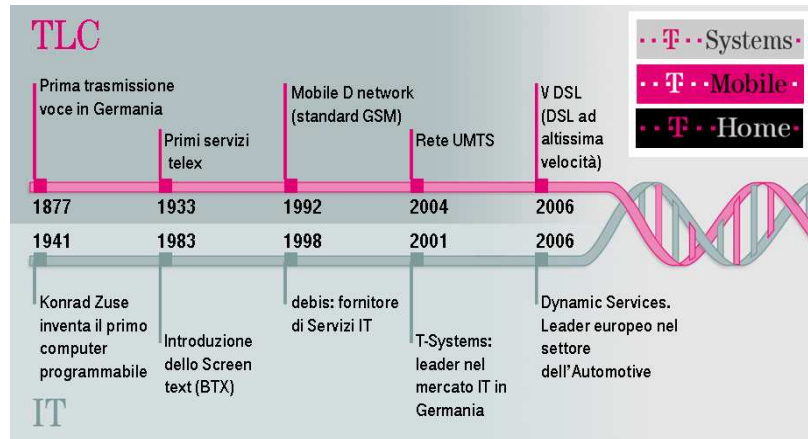 TLC
Prima trasmissione
voce in Germania
Primi servizi
telex
Mobile D network
(standard GSM)
Rete UMTS
V DSL
(DSL ad
altissima
velocità)
··T··Systems·
··T··Mobile·
··T··Home·
1877 1933 1992 2004 2006
1941 1983 1998 2001 2006
Konrad Zuse
inventa il primo
computer
programmabile
Introduzione
dello Screen
text (BTX)
debis: fornitore
di Servizi IT
T-Systems:
leader nel
mercato IT in
Germania
Dynamic Services.
Leader europeo nel
settore
dell'Automotive
IT